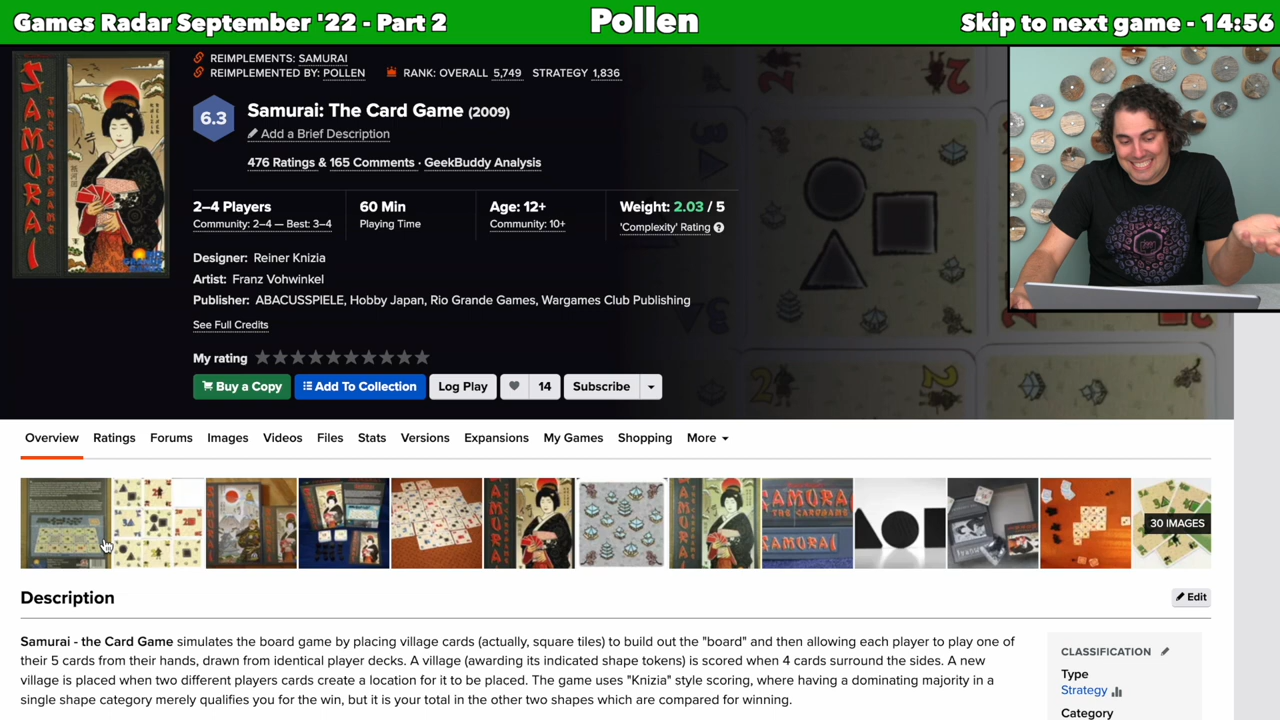 Games Radar September '22 - Part 2
Pollen
Skip to next game - 14:56
REIMPLEMENTS: SAMURAI
REIMPLEMENTED BY: POLLEN
RANK: OVERALL 5,749 STRATEGY 1,836
SAMURAI
THE CARD GAME
6.3
Samurai: The Card Game (2009)
Add a Brief Description
476 Ratings & 165 Comments · GeekBuddy Analysis
2–4 Players
Community: 2–4 — Best: 3–4
60 Min
Playing Time
Age: 12+
Community: 10+
Weight: 2.03 / 5
'Complexity' Rating
Designer: Reiner Knizia
Artist: Franz Vohwinkel
Publisher: ABACUSSPIELE, Hobby Japan, Rio Grande Games, Wargames Club Publishing
See Full Credits
My rating
Buy a Copy
Add To Collection
Log Play
14
Subscribe
Overview
Ratings
Forums
Images
Videos
Files
Stats
Versions
Expansions
My Games
Shopping
More
30 IMAGES
Description
Edit
Samurai - the Card Game simulates the board game by placing village cards (actually, square tiles) to build out the "board" and then allowing each player to play one of
their 5 cards from their hands, drawn from identical player decks. A village (awarding its indicated shape tokens) is scored when 4 cards surround the sides. A new
village is placed when two different players cards create a location for it to be placed. The game uses "Knizia" style scoring, where having a dominating majority in a
single shape category merely qualifies you for the win, but it is your total in the other two shapes which are compared for winning.
CLASSIFICATION
Type
Strategy
Category